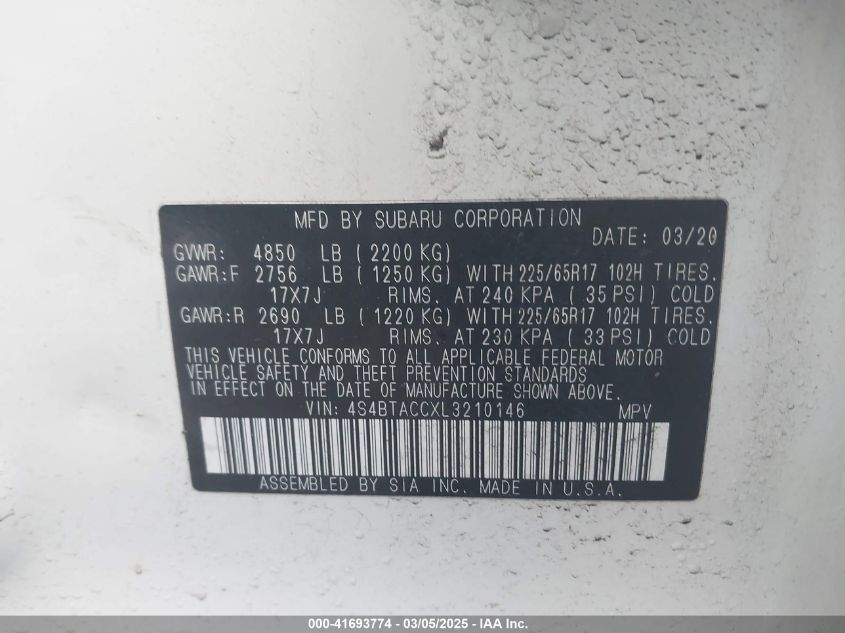 MFD BY SUBARU CORPORATION
DATE: 03/20
GVWR: 4850 LB (2200 KG)
GAWR:F 2756 LB (1250 KG) WITH 225/65R17 102H TIRES.
17X7J RIMS. AT 240 KPA (35 PSI) COLD
GAWR:R 2690 LB (1220 KG) WITH 225/65R17 102H TIRES.
17X7J RIMS. AT 230 KPA (33 PSI) COLD
THIS VEHICLE CONFORMS TO ALL APPLICABLE FEDERAL MOTOR
VEHICLE SAFETY AND THEFT PREVENTION STANDARDS
IN EFFECT ON THE DATE OF MANUFACTURE SHOWN ABOVE.
VIN: 4S4BTACCXL3210146 MPV
ASSEMBLED BY SIA INC. MADE IN U.S.A.
000-41693774 - 03/05/2025 - IAA Inc.